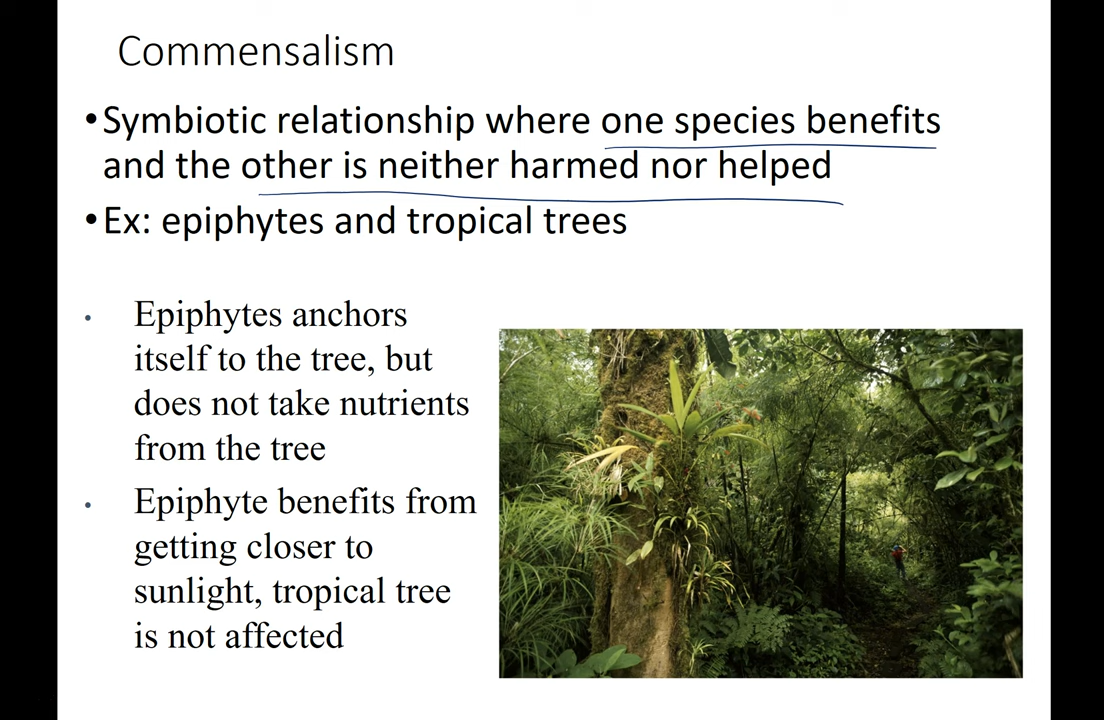 Commensalism
•Symbiotic relationship where one species benefits
and the other is neither harmed nor helped
•Ex: epiphytes and tropical trees
• Epiphytes anchors
itself to the tree, but
does not take nutrients
from the tree
• Epiphyte benefits from
getting closer to
sunlight, tropical tree
is not affected